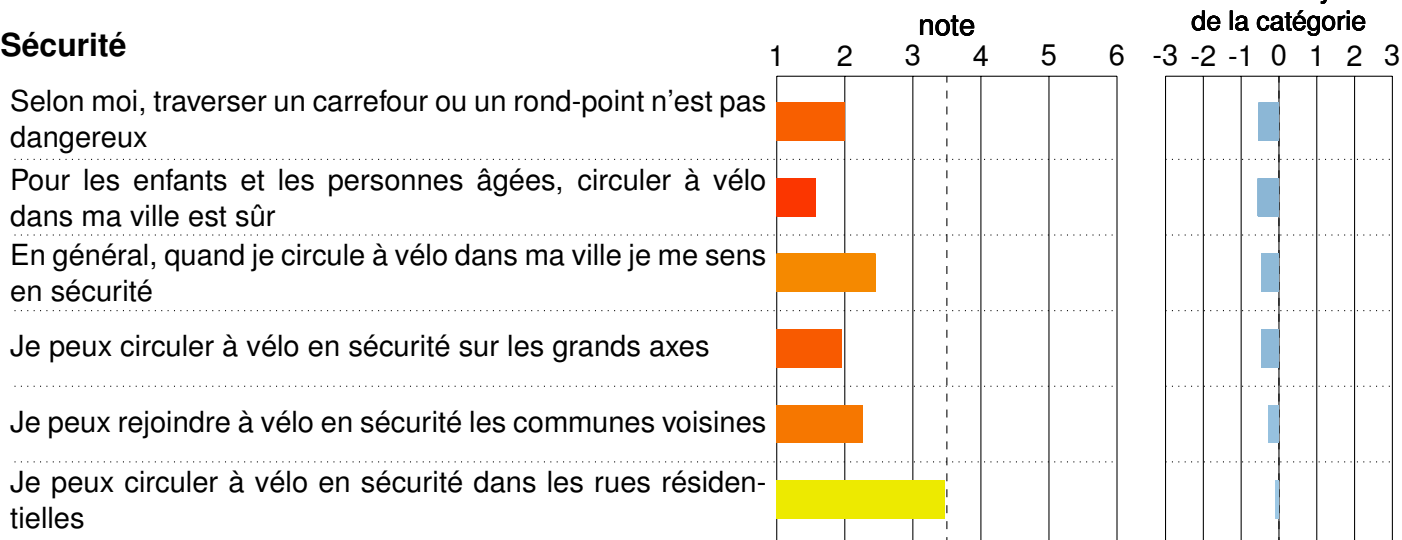 note
de la catégorie
Sécurité
1 2 3 4 5 6
-3 -2 -1 0 1 2 3
Selon moi, traverser un carrefour ou un rond-point n'est pas
dangereux
Pour les enfants et les personnes âgées, circuler à vélo
dans ma ville est sûr
En général, quand je circule à vélo dans ma ville je me sens
en sécurité
Je peux circuler à vélo en sécurité sur les grands axes
Je peux rejoindre à vélo en sécurité les communes voisines
Je peux circuler à vélo en sécurité dans les rues résiden-
tielles